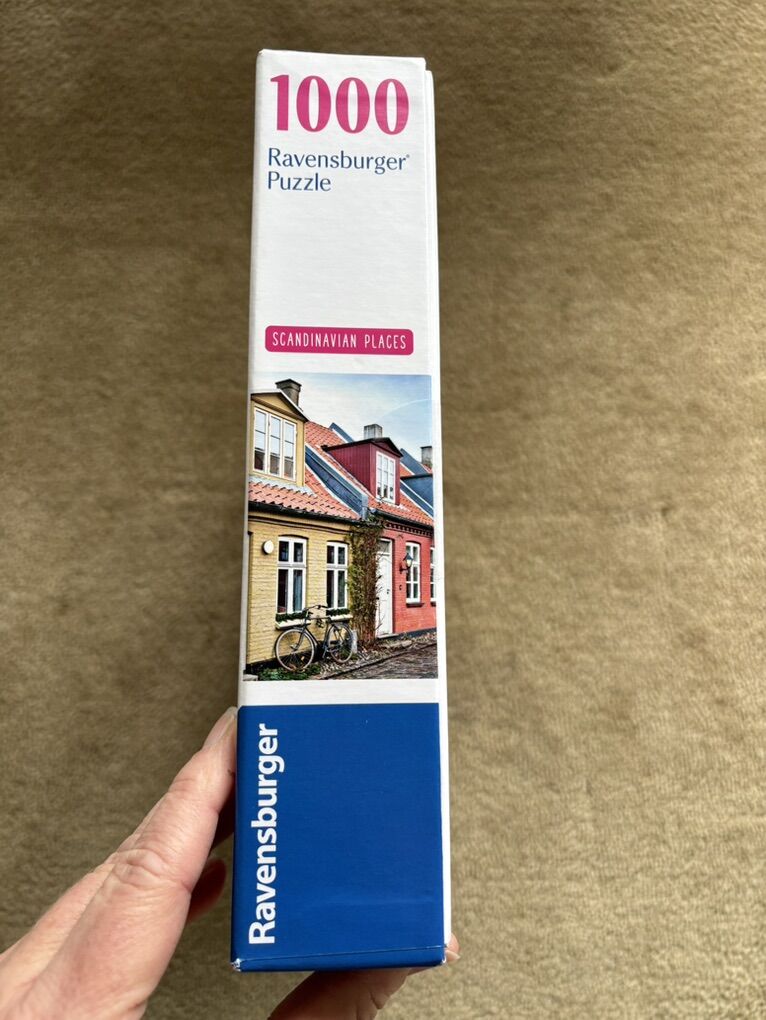 1000
Ravensburger®
Puzzle
SCANDINAVIAN PLACES
Ravensburger